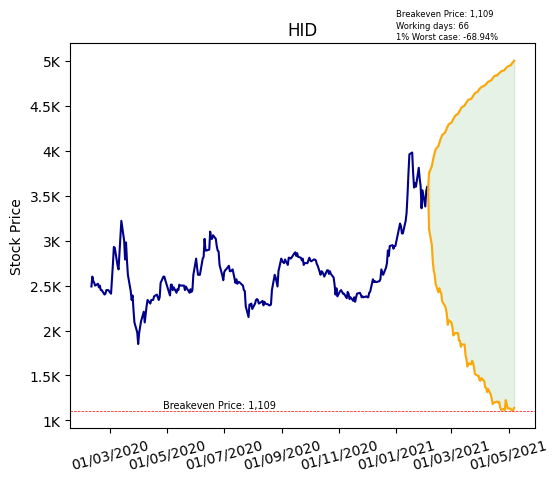 Breakeven Price: 1,109
Working days: 66
1% Worst case: -68.94%
HID
Stock Price
5K
4.5K
4K
3.5K
3K
2.5K
2K
1.5K
1K
Breakeven Price: 1,109
01/03/2020
01/05/2020
01/07/2020
01/09/2020
01/11/2020
01/01/2021
01/03/2021
01/05/2021